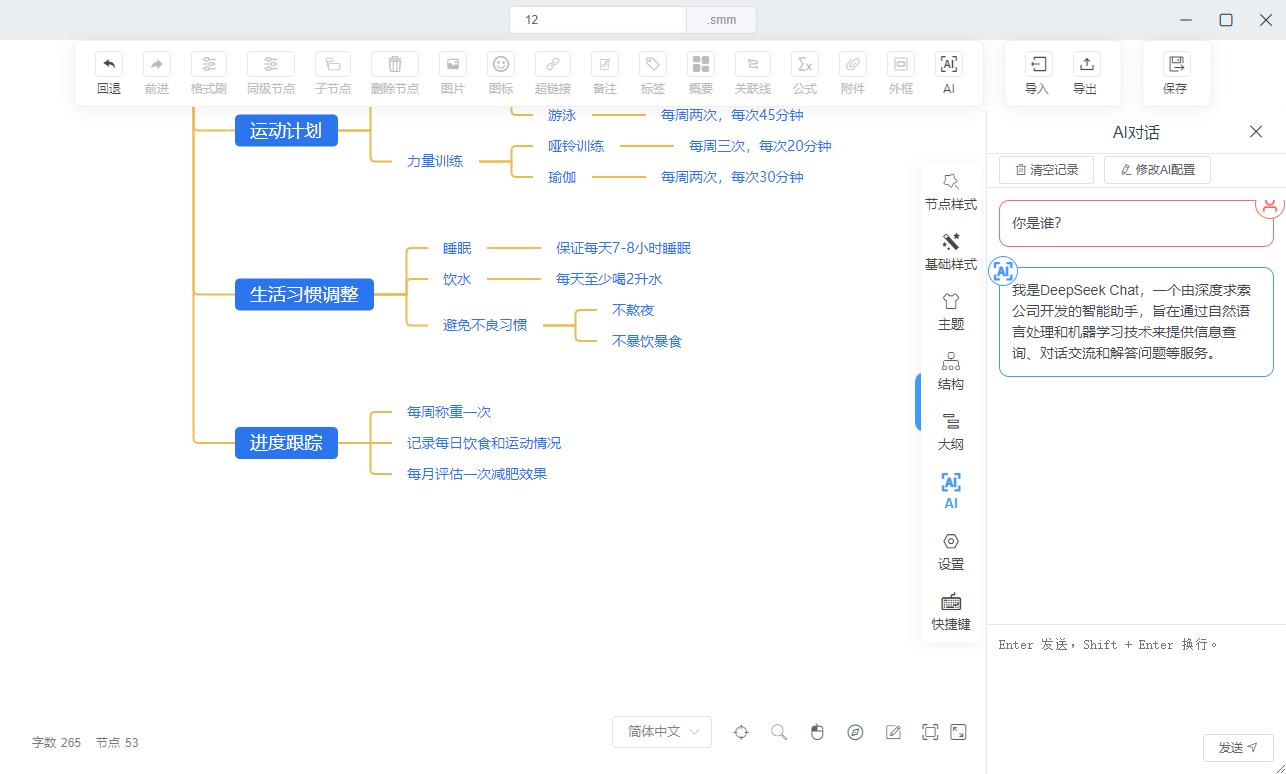 12 .smm
回退 前进 格式刷 同级节点 子节点 删除节点 图片 图标 超链接 备注 标签 概要 关联线 公式 附件 外框 AI 导入 导出 保存
游泳 每周两次，每次45分钟
运动计划
力量训练
哑铃训练 每周三次，每次20分钟
瑜伽 每周两次，每次30分钟
生活习惯调整
睡眠 保证每天7-8小时睡眠
饮水 每天至少喝2升水
避免不良习惯
不熬夜
不暴饮暴食
进度跟踪
每周称重一次
记录每日饮食和运动情况
每月评估一次减肥效果
节点样式
基础样式
主题
结构
大纲
AI
AI
设置
快捷键
AI对话
清空记录 修改AI配置
你是谁？
AI
我是DeepSeek Chat，一个由深度求索
公司开发的智能助手，旨在通过自然语
言处理和机器学习技术来提供信息查
询、对话交流和解答问题等服务。
Enter 发送，Shift + Enter 换行。
发送
字数 265 节点 53
简体中文